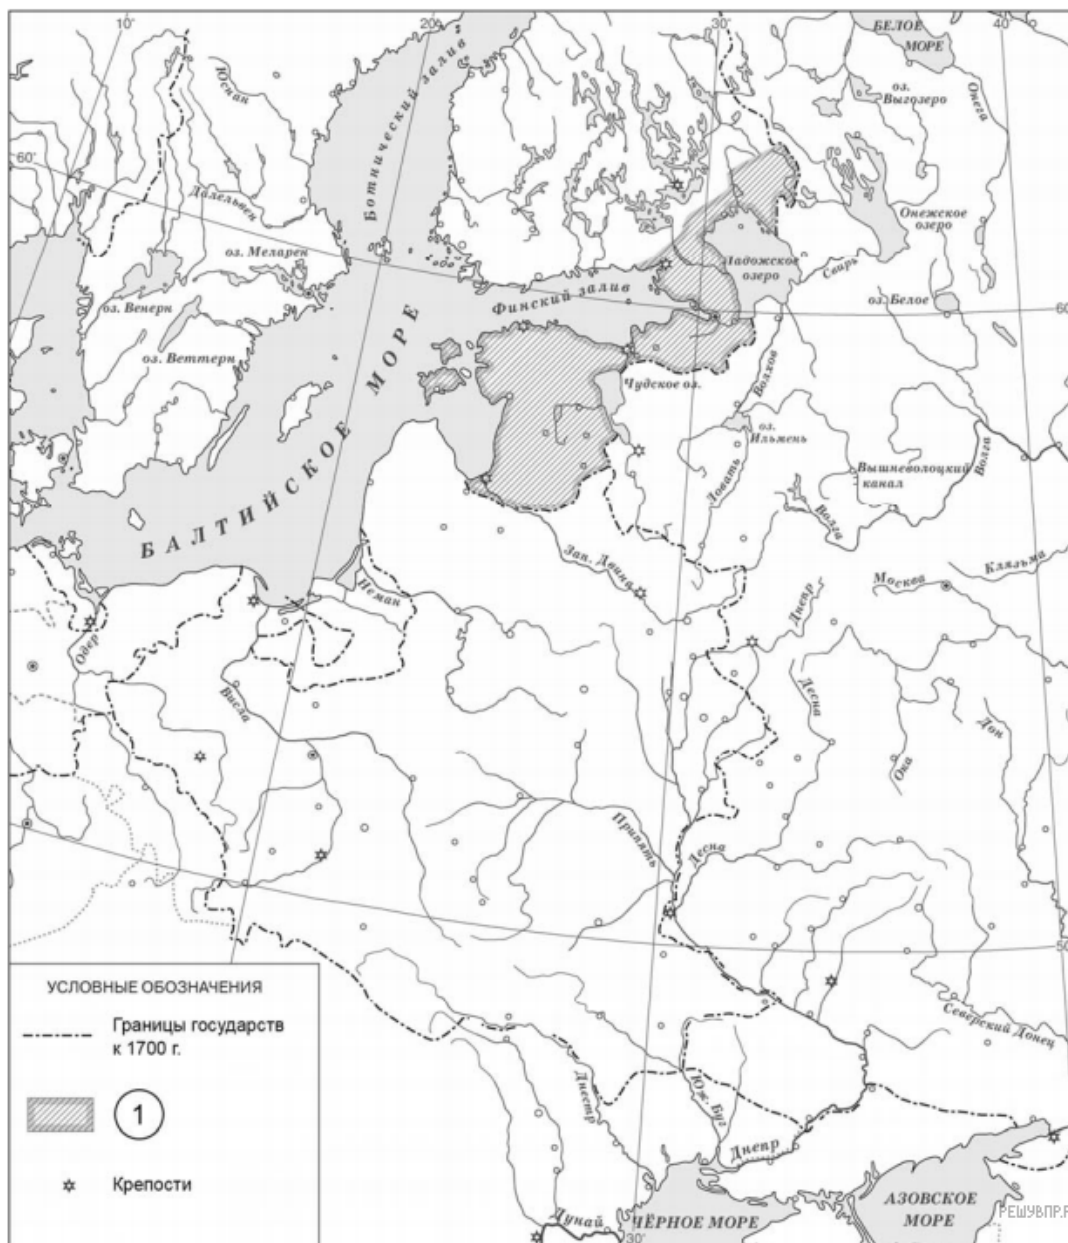 10°
20°
30°
40°
БЕЛОЕ
МОРЕ
оз.
Выгозеро
Онега
Юснан
Ботнический залив
60°
Далельвен
оз. Меларен
оз. Венерн
оз. Веттерн
Онежское
озеро
Ладожское
озеро
Свирь
оз. Белое
60°
Финский залив
БАЛТИЙСКОЕ МОРЕ
Чудское оз.
Волхов
оз.
Ильмень
Ловать
Вышневолоцкий
канал
Волга
Волга
Зап. Двина
Клязьма
Москва
Днепр
Неман
Одер
Висла
Десна
Ока
Дон
Припять
Десна
50°
Северский Донец
Днестр
Юж. Буг
Днепр
Дунай
30°
ЧЁРНОЕ МОРЕ
АЗОВСКОЕ
МОРЕ
УСЛОВНЫЕ ОБОЗНАЧЕНИЯ
Границы государств
к 1700 г.
1
Крепости
РЕШУВПР.Р